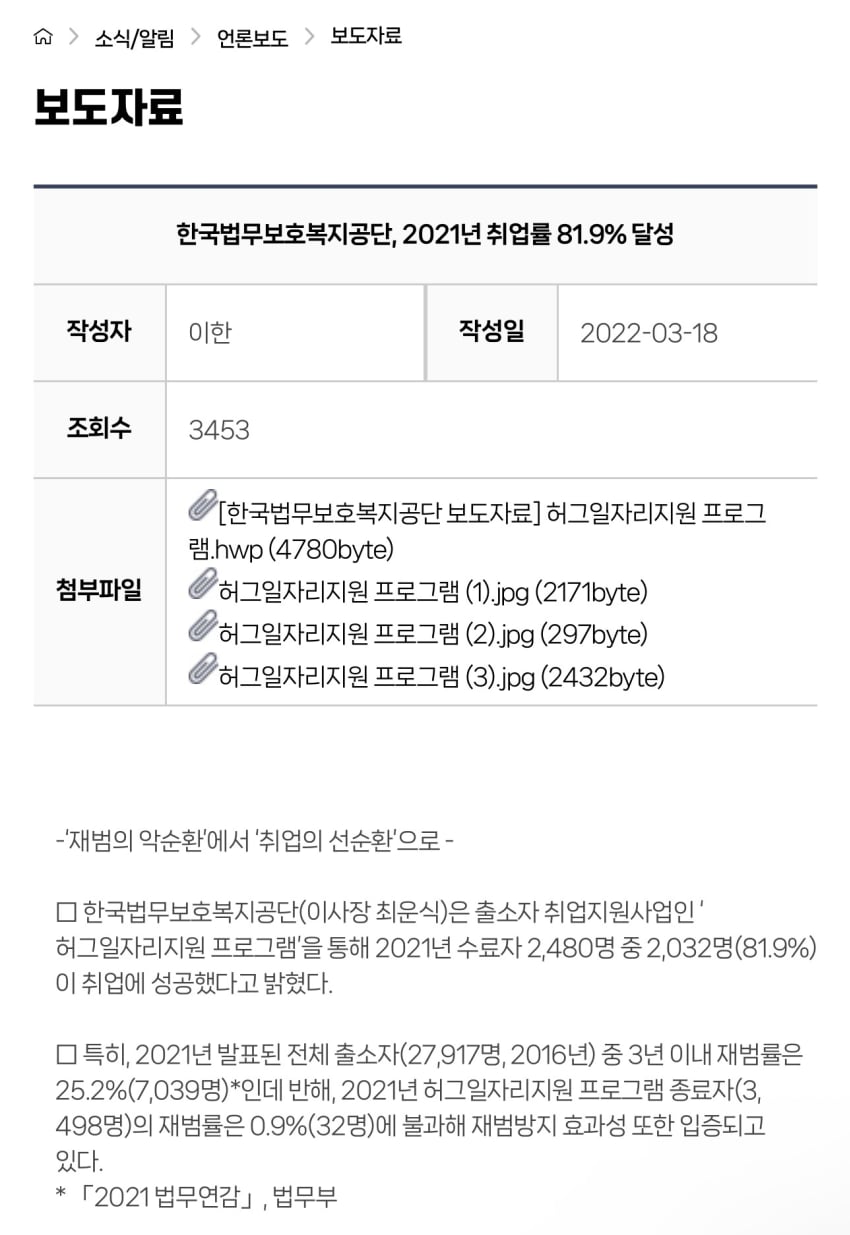 소식/알림 > 언론보도 > 보도자료
보도자료
한국법무보호복지공단, 2021년 취업률 81.9% 달성
작성자 이한 작성일 2022-03-18
조회수 3453
첨부파일
[한국법무보호복지공단 보도자료] 허그일자리지원 프로그
램.hwp (4780byte)
허그일자리지원 프로그램 (1).jpg (2171byte)
허그일자리지원 프로그램 (2).jpg (297byte)
허그일자리지원 프로그램 (3).jpg (2432byte)
-‘재범의 악순환’에서 ‘취업의 선순환’으로 -
□ 한국법무보호복지공단(이사장 최운식)은 출소자 취업지원사업인 ‘
허그일자리지원 프로그램’을 통해 2021년 수료자 2,480명 중 2,032명(81.9%)
이 취업에 성공했다고 밝혔다.
□ 특히, 2021년 발표된 전체 출소자(27,917명, 2016년) 중 3년 이내 재범률은
25.2%(7,039명)*인데 반해, 2021년 허그일자리지원 프로그램 종료자(3,
498명)의 재범률은 0.9%(32명)에 불과해 재범방지 효과성 또한 입증되고
있다.
* 「2021 법무연감」, 법무부